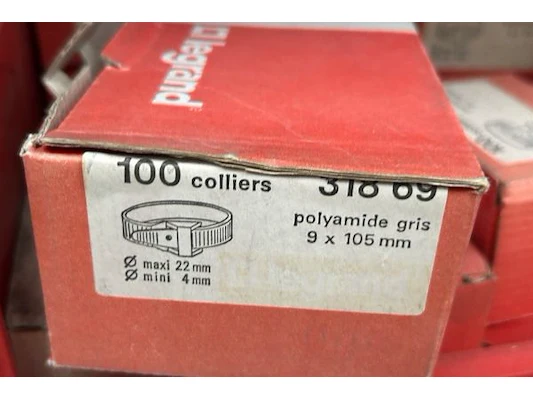 legrand
100 colliers
318 69
polyamide gris
9 x 105 mm
Ø maxi 22 mm
Ø mini 4 mm